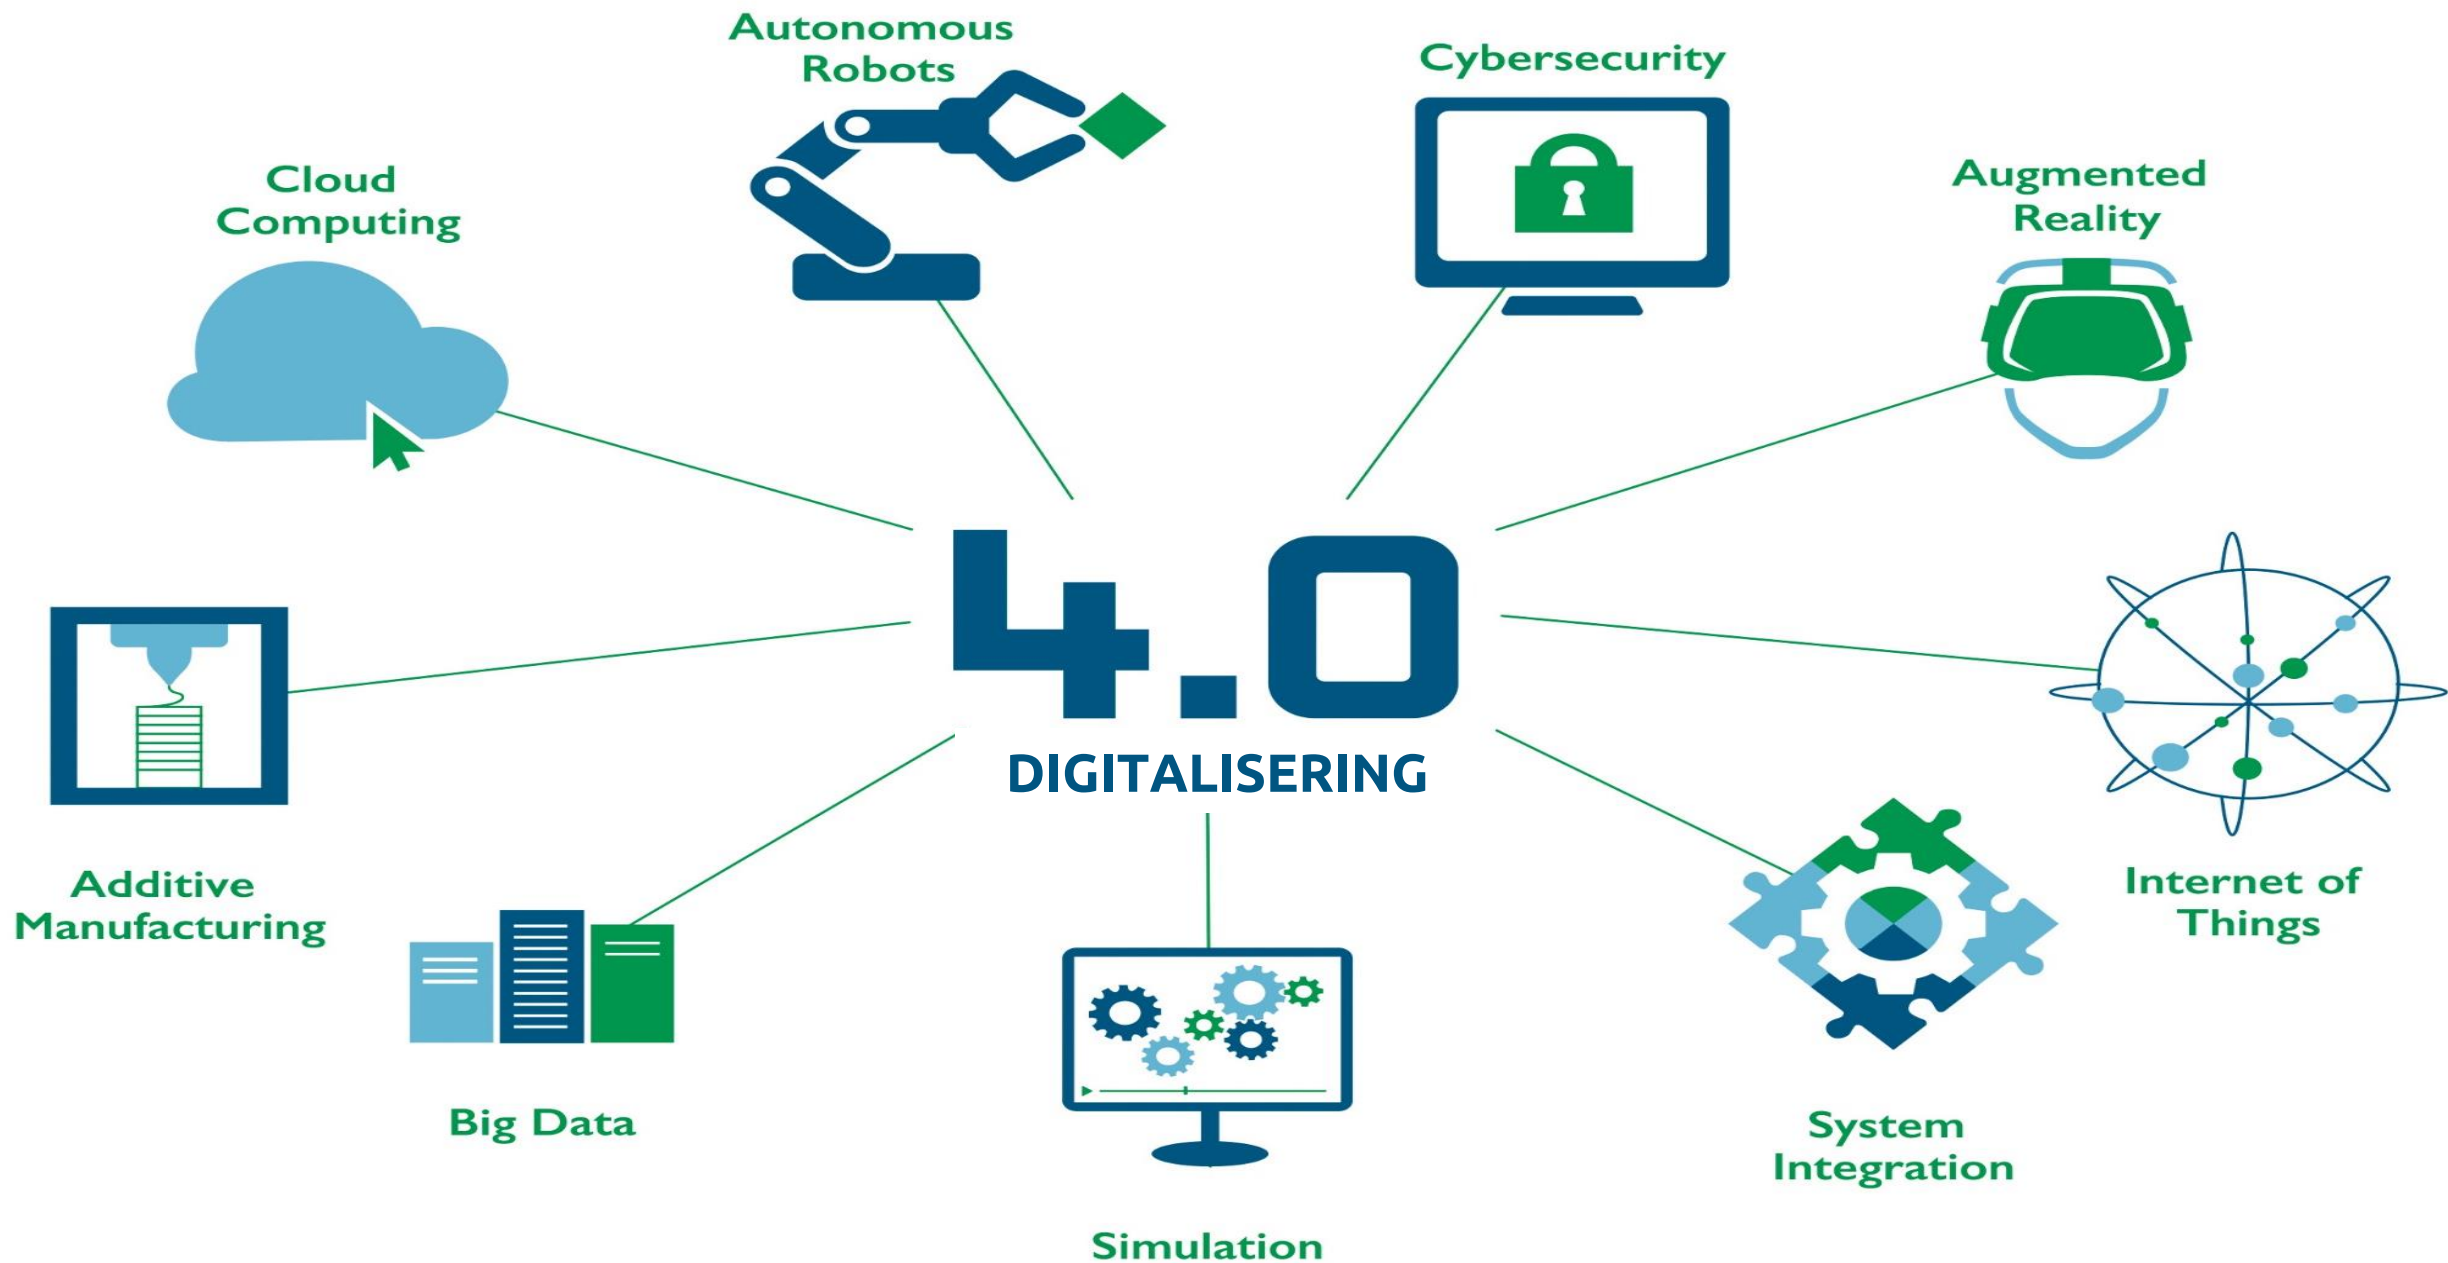 Autonomous
Robots
Cybersecurity
Cloud
Computing
Augmented
Reality
4.0
DIGITALISERING
Additive
Manufacturing
Internet of
Things
Big Data
System
Integration
Simulation